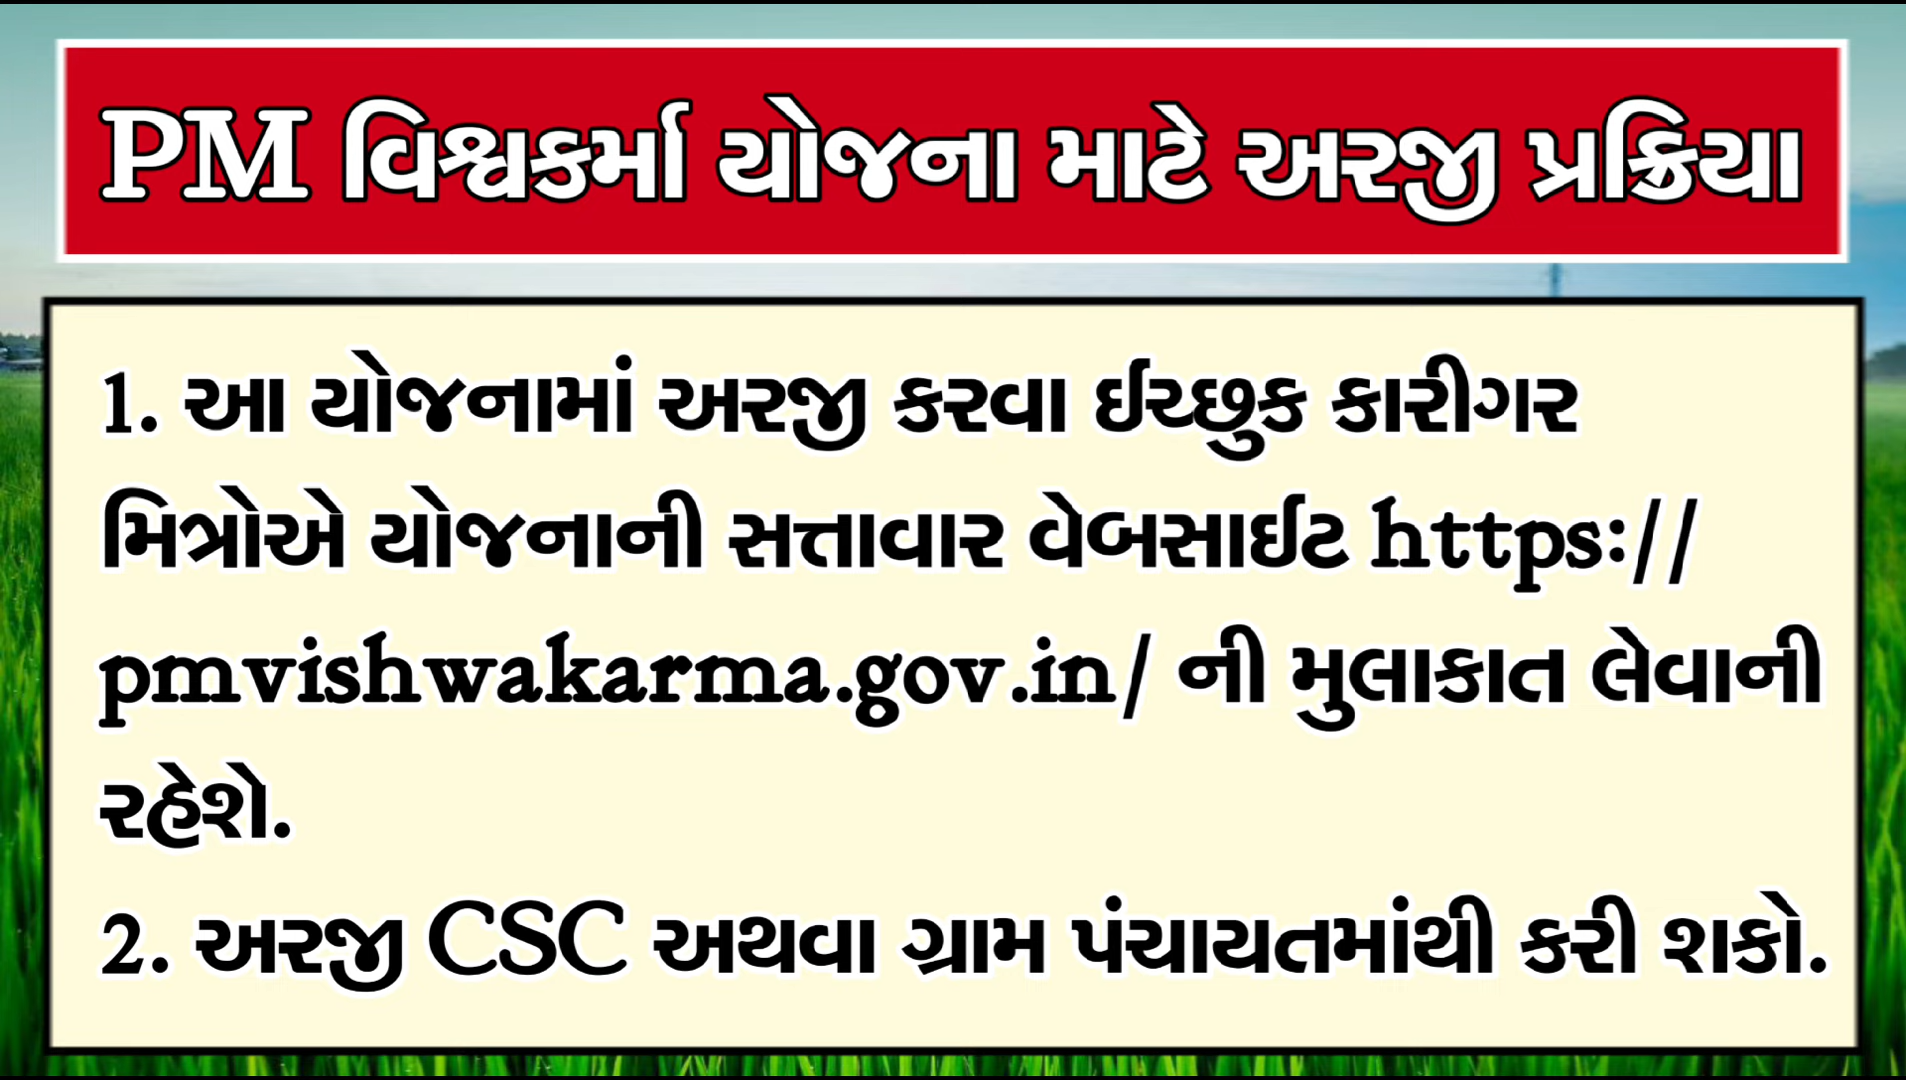 PM વિશ્વકર્મા યોજના માટે અરજી પ્રક્રિયા
1. આ યોજનામાં અરજી કરવા ઈચ્છુક કારીગર
મિત્રોએ યોજનાની સત્તાવાર વેબસાઈટ https://
pmvishwakarma.gov.in/ ની મુલાકાત લેવાની
રહેશે.
2. અરજી CSC અથવા ગ્રામ પંચાયતમાંથી કરી શકો.